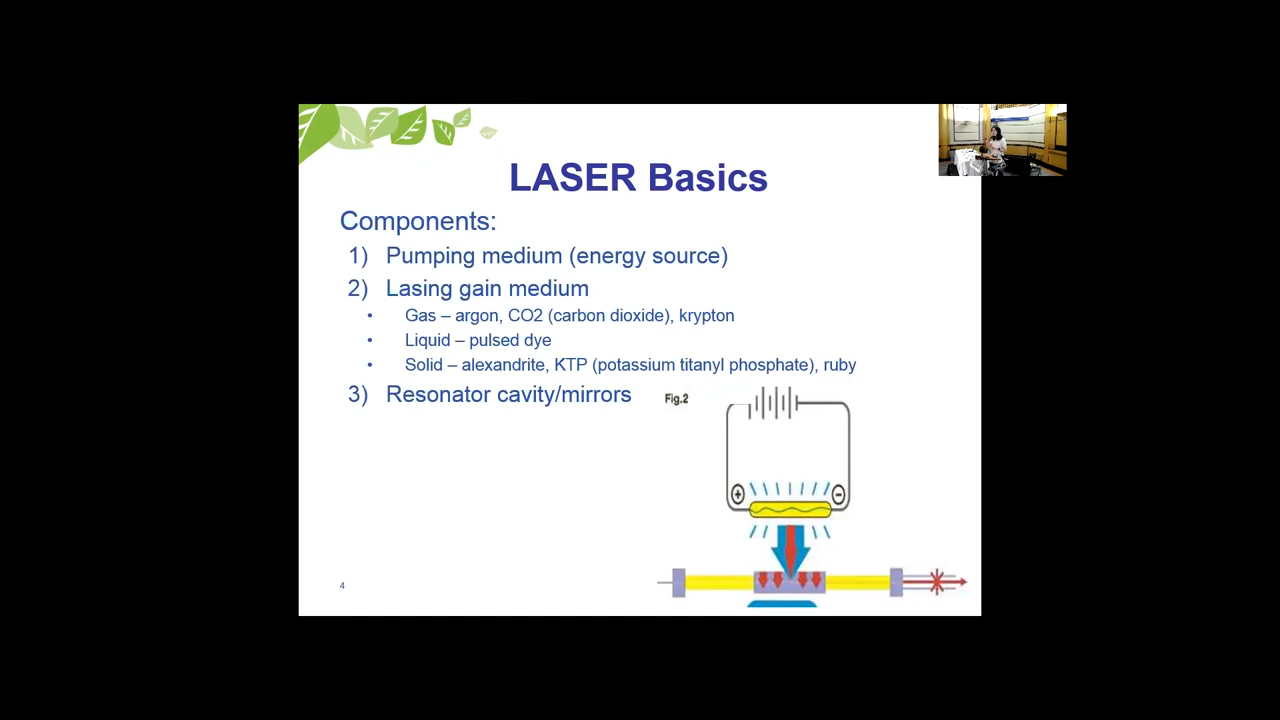 LASER Basics
Components:
1) Pumping medium (energy source)
2) Lasing gain medium
• Gas – argon, CO2 (carbon dioxide), krypton
• Liquid – pulsed dye
• Solid – alexandrite, KTP (potassium titanyl phosphate), ruby
3) Resonator cavity/mirrors
Fig.2
+ −
4